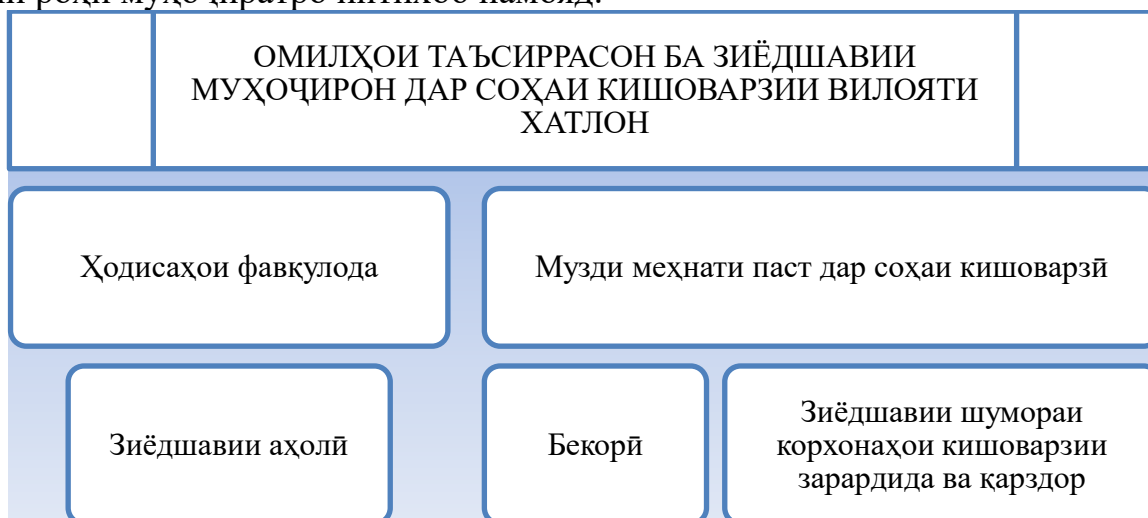 ОМИЛҲОИ ТАЪСИРРАСОН БА ЗИЁДШАВИИ
МУҲОҶИРОН ДАР СОҲАИ КИШОВАРЗИИ ВИЛОЯТИ
ХАТЛОН
Ҳодисаҳои фавқулода
Музди меҳнати паст дар соҳаи кишоварзӣ
Зиёдшавии аҳолӣ
Бекорӣ
Зиёдшавии шумораи
корхонаҳои кишоварзии
зарардида ва қарздор